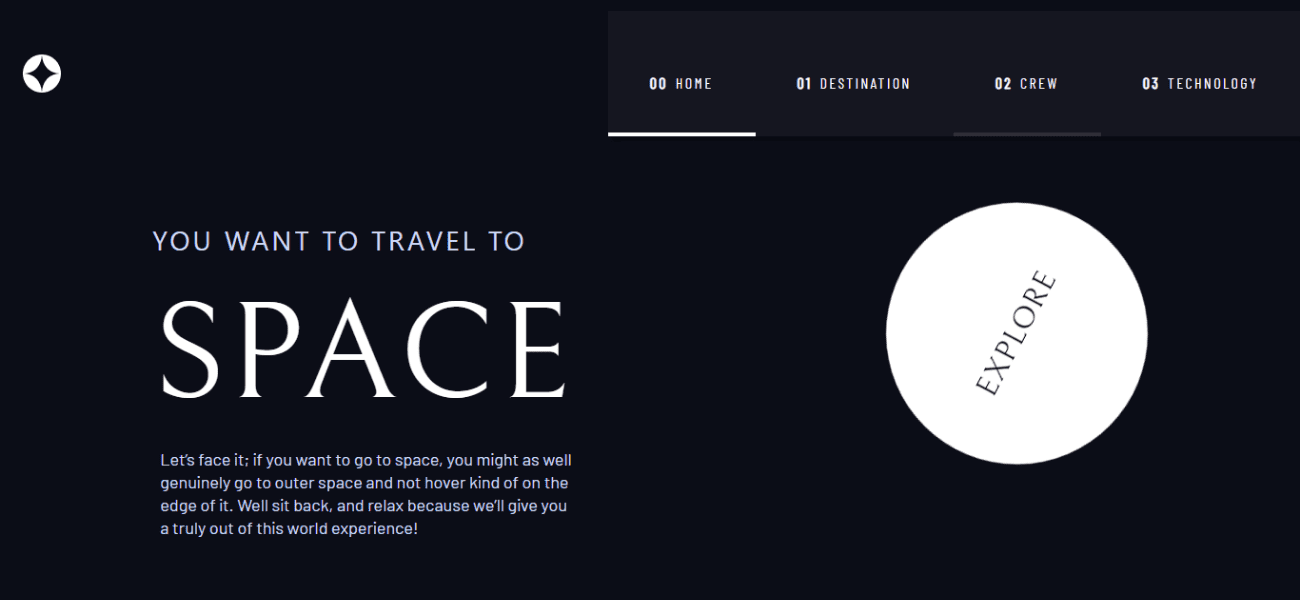 00 HOME 01 DESTINATION 02 CREW 03 TECHNOLOGY
YOU WANT TO TRAVEL TO
SPACE
Let’s face it; if you want to go to space, you might as well
genuinely go to outer space and not hover kind of on the
edge of it. Well sit back, and relax because we’ll give you
a truly out of this world experience!
EXPLORE